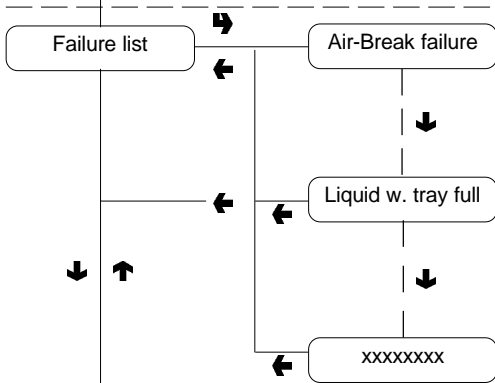 Failure list
Air-Break failure
Liquid w. tray full
xxxxxxxx